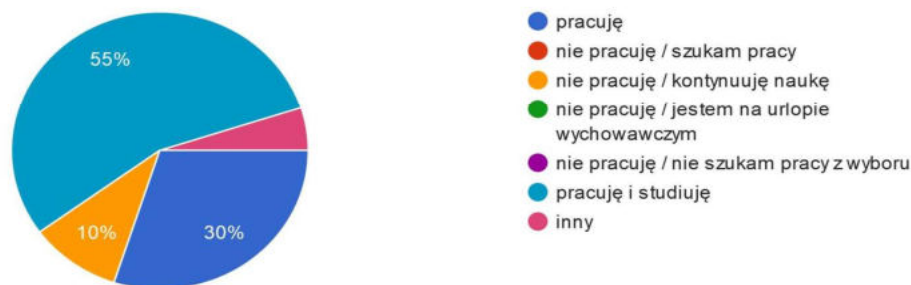 55%
10%
30%
pracuję
nie pracuję / szukam pracy
nie pracuję / kontynuuję naukę
nie pracuję / jestem na urlopie
wychowawczym
nie pracuję / nie szukam pracy z wyboru
pracuję i studiuję
inny